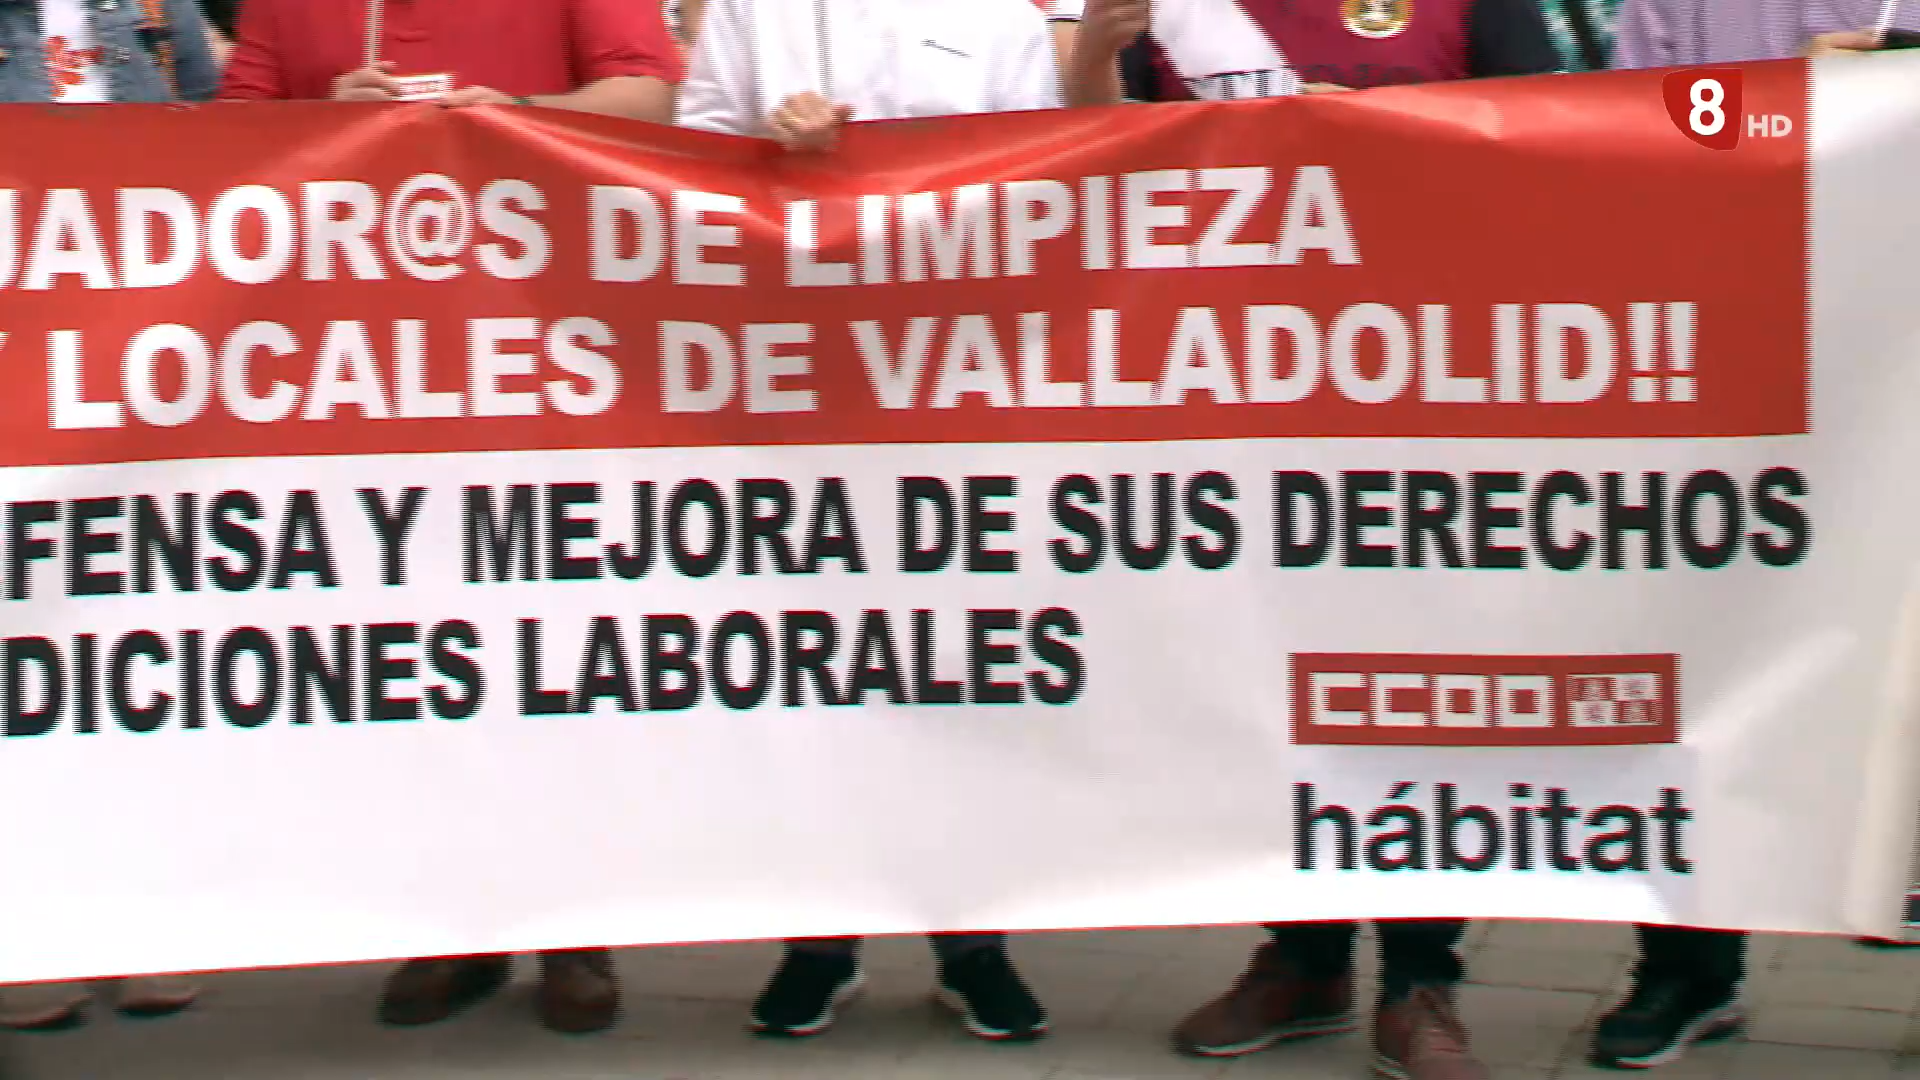 JADOR@S DE LIMPIEZA
Y LOCALES DE VALLADOLID!!
FENSA Y MEJORA DE SUS DERECHOS
DICIONES LABORALES
CCOO
hábitat
8 HD